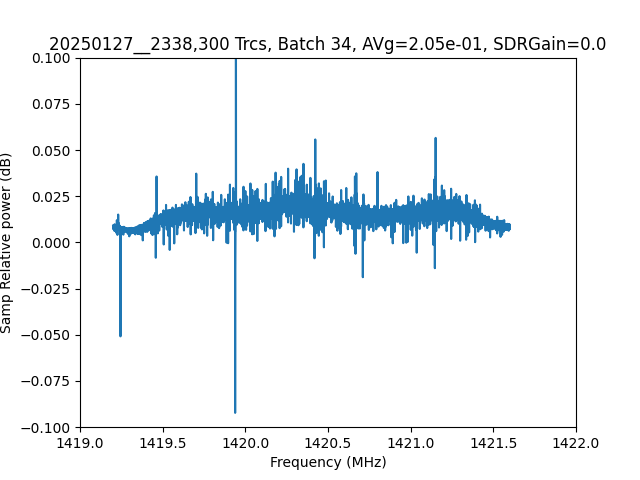 20250127__2338,300 Trcs, Batch 34, AVg=2.05e-01, SDRGain=0.0
Samp Relative power (dB)
0.100
0.075
0.050
0.025
0.000
−0.025
−0.050
−0.075
−0.100
1419.0 1419.5 1420.0 1420.5 1421.0 1421.5 1422.0
Frequency (MHz)